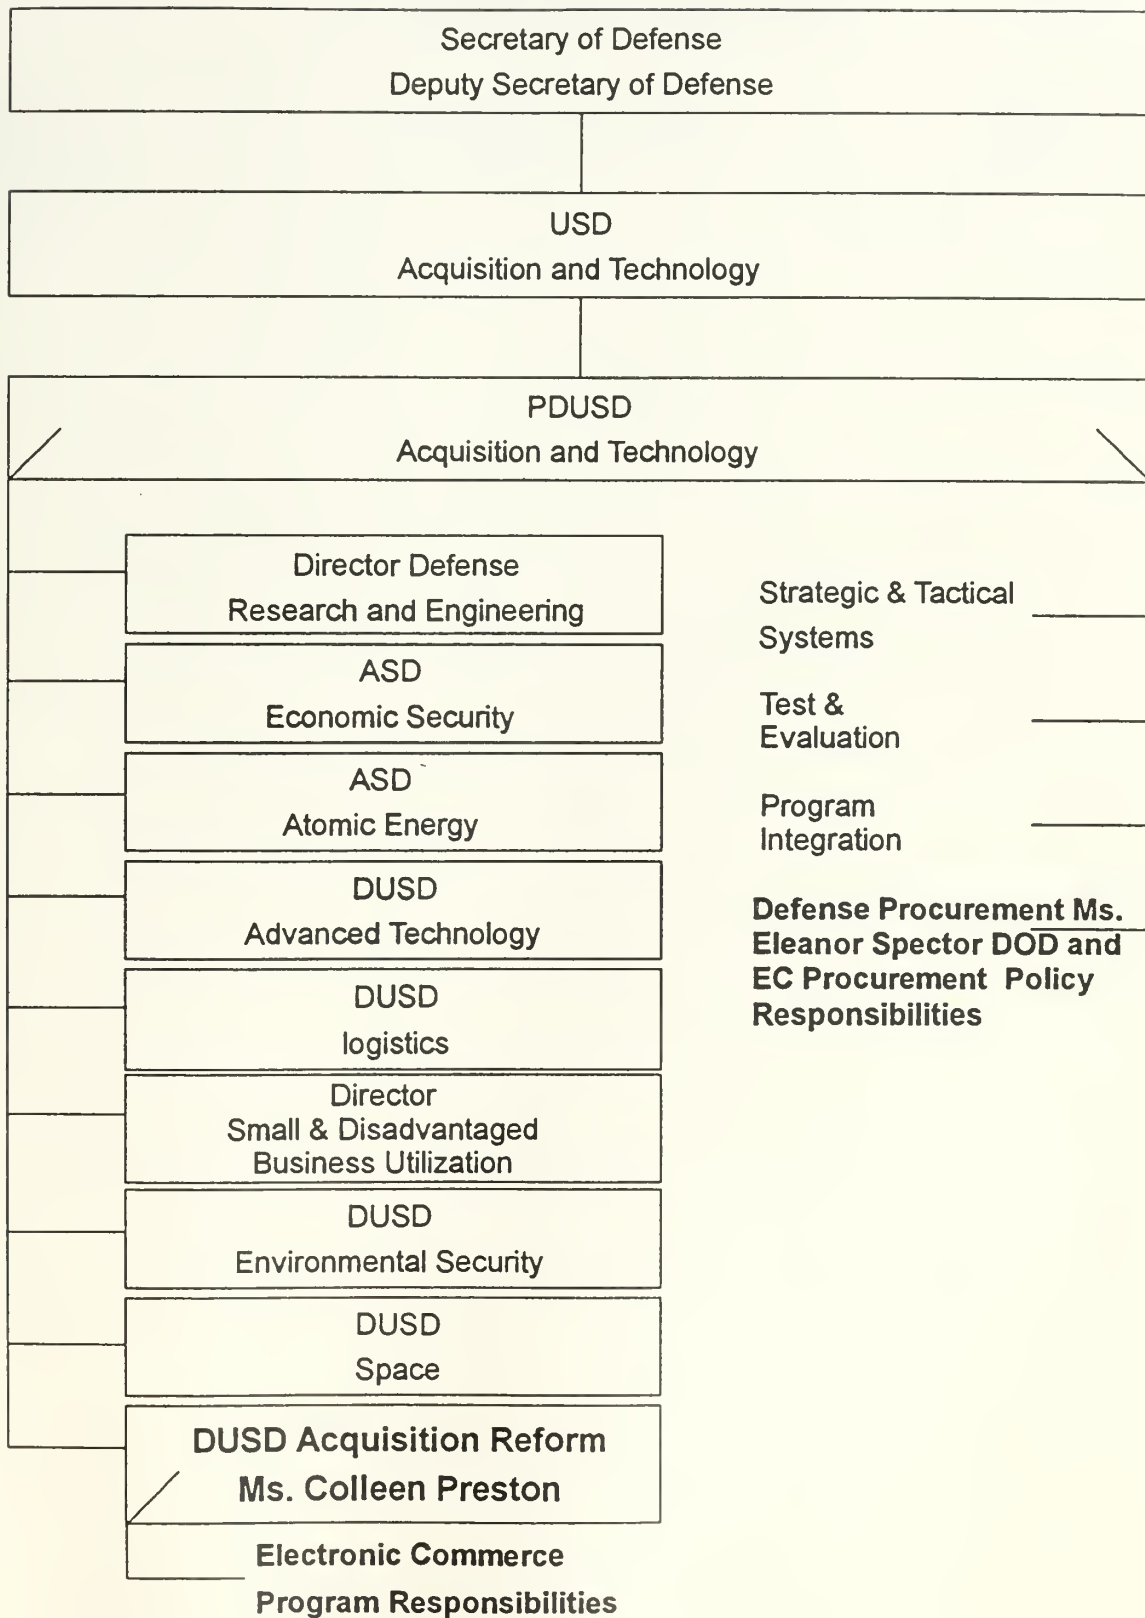 Secretary of Defense
Deputy Secretary of Defense
USD
Acquisition and Technology
PDUSD
Acquisition and Technology
Director Defense
Research and Engineering
ASD
Economic Security
ASD
Atomic Energy
DUSD
Advanced Technology
DUSD
logistics
Director
Small & Disadvantaged
Business Utilization
DUSD
Environmental Security
DUSD
Space
DUSD Acquisition Reform
Ms. Colleen Preston
Electronic Commerce
Program Responsibilities
Strategic & Tactical
Systems
Test &
Evaluation
Program
Integration
Defense Procurement Ms.
Eleanor Spector DOD and
EC Procurement Policy
Responsibilities